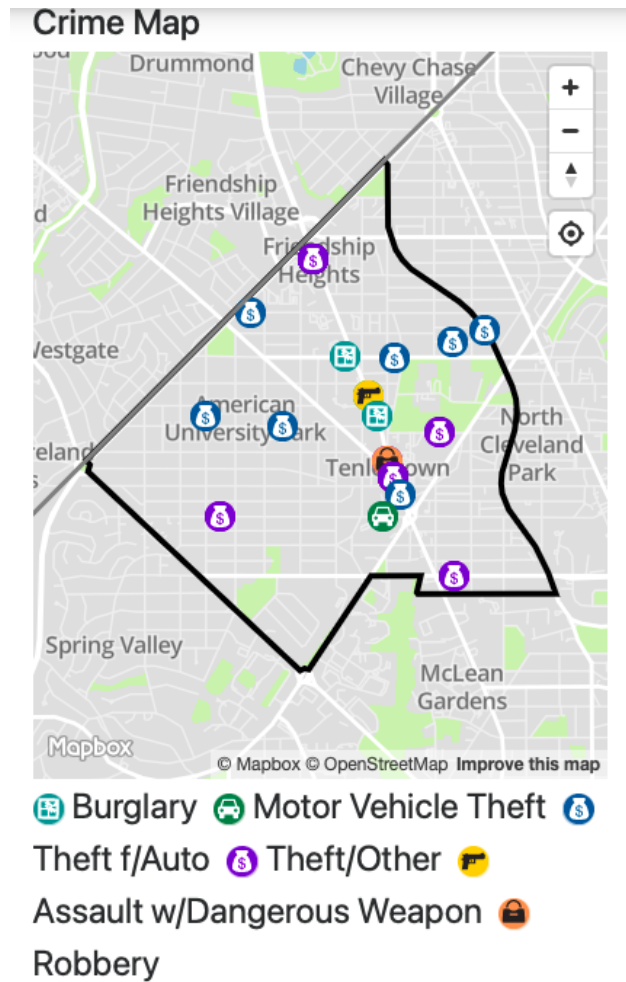 Crime Map
Drummond
Chevy Chase
Village
Friendship
Heights Village
Friendship
Heights
Westgate
American
University Park
North
Cleveland
Park
Tenleytown
Spring Valley
McLean
Gardens
Mapbox
© Mapbox © OpenStreetMap Improve this map
Burglary Motor Vehicle Theft
Theft f/Auto Theft/Other
Assault w/Dangerous Weapon
Robbery